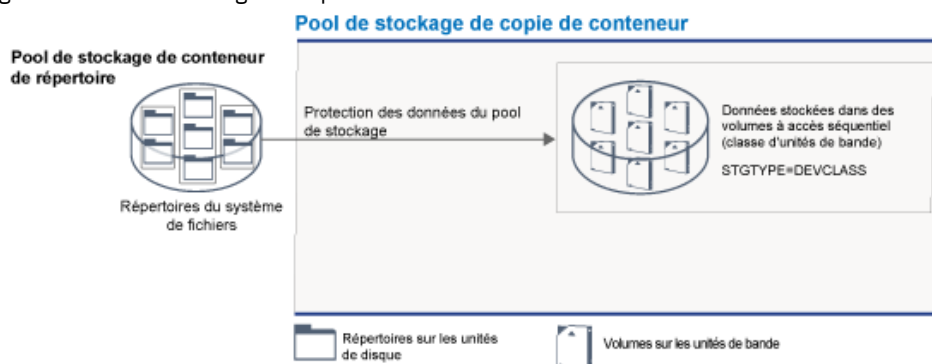 Pool de stockage de copie de conteneur
Pool de stockage de conteneur
de répertoire
Protection des données du pool
de stockage
Données stockées dans des
volumes à accès séquentiel
(classe d'unités de bande)
STGTYPE=DEVCLASS
Répertoires du système
de fichiers
Répertoires sur les unités
de disque
Volumes sur les unités de bande